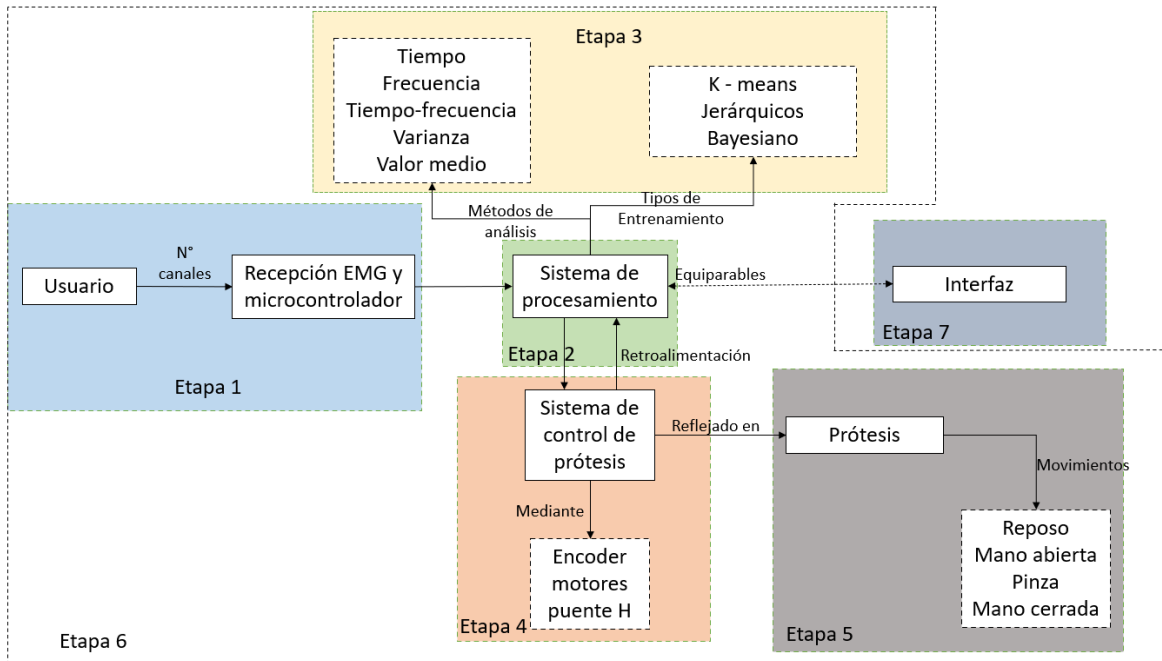 Etapa 3
Tiempo
Frecuencia
Tiempo-frecuencia
Varianza
Valor medio
K - means
Jerárquicos
Bayesiano
Métodos de
análisis
Tipos de
Entrenamiento
N°
canales
Usuario
Recepción EMG y
microcontrolador
Etapa 1
Sistema de
procesamiento
Etapa 2
Equiparables
Interfaz
Etapa 7
Retroalimentación
Sistema de
control de
prótesis
Reflejado en
Prótesis
Movimientos
Mediante
Encoder
motores
puente H
Etapa 4
Reposo
Mano abierta
Pinza
Mano cerrada
Etapa 5
Etapa 6